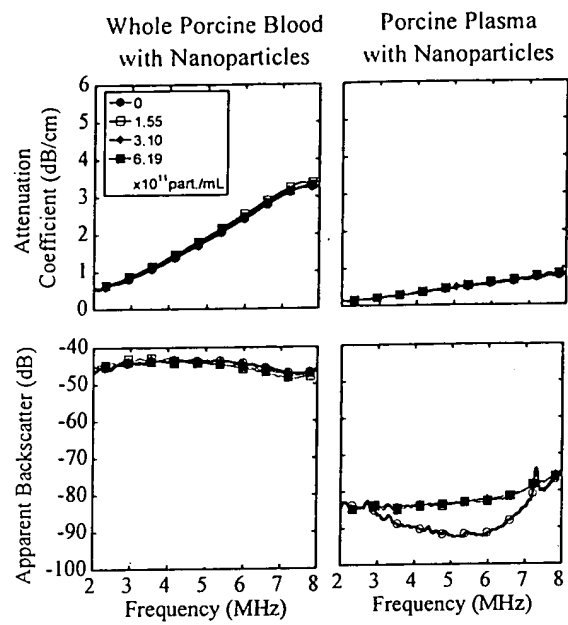 Whole Porcine Blood
with Nanoparticles
Porcine Plasma
with Nanoparticles
Attenuation
Coefficient (dB/cm)
6
5
4
3
2
1
0
0
1.55
3.10
6.19
x10¹¹part./mL
Apparent Backscatter (dB)
-40
-50
-60
-70
-80
-90
-100
2 3 4 5 6 7 8
2 3 4 5 6 7 8
Frequency (MHz)
Frequency (MHz)